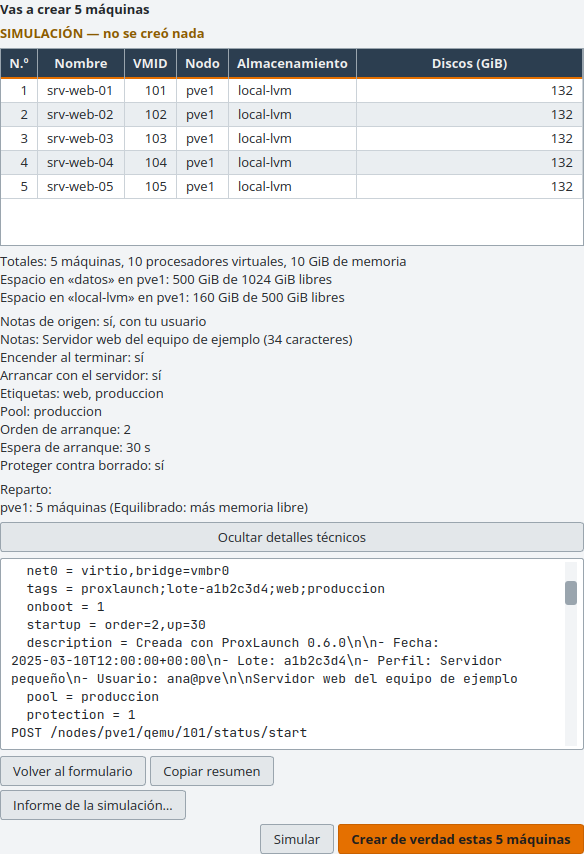 Vas a crear 5 máquinas
SIMULACIÓN — no se creó nada
N.º Nombre VMID Nodo Almacenamiento Discos (GiB)
1 srv-web-01 101 pve1 local-lvm 132
2 srv-web-02 102 pve1 local-lvm 132
3 srv-web-03 103 pve1 local-lvm 132
4 srv-web-04 104 pve1 local-lvm 132
5 srv-web-05 105 pve1 local-lvm 132
Totales: 5 máquinas, 10 procesadores virtuales, 10 GiB de memoria
Espacio en «datos» en pve1: 500 GiB de 1024 GiB libres
Espacio en «local-lvm» en pve1: 160 GiB de 500 GiB libres
Notas de origen: sí, con tu usuario
Notas: Servidor web del equipo de ejemplo (34 caracteres)
Encender al terminar: sí
Arrancar con el servidor: sí
Etiquetas: web, produccion
Pool: produccion
Orden de arranque: 2
Espera de arranque: 30 s
Proteger contra borrado: sí
Reparto:
pve1: 5 máquinas (Equilibrado: más memoria libre)
Ocultar detalles técnicos
net0 = virtio,bridge=vmbr0
tags = proxlaunch;lote-a1b2c3d4;web;produccion
onboot = 1
startup = order=2,up=30
description = Creada con ProxLaunch 0.6.0\n\n- Fecha:
2025-03-10T12:00:00+00:00\n- Lote: a1b2c3d4\n- Perfil: Servidor
pequeño\n- Usuario: ana@pve\n\nServidor web del equipo de ejemplo
pool = produccion
protection = 1
POST /nodes/pve1/qemu/101/status/start
Volver al formulario Copiar resumen
Informe de la simulación...
Simular Crear de verdad estas 5 máquinas